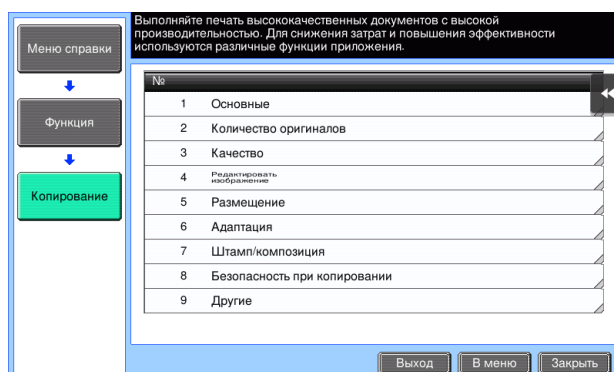 Выполняйте печать высококачественных документов с высокой
производительностью. Для снижения затрат и повышения эффективности
используются различные функции приложения.
Меню справки
Функция
Копирование
№
1 Основные
2 Количество оригиналов
3 Качество
4 Редактировать
изображение
5 Размещение
6 Адаптация
7 Штамп/композиция
8 Безопасность при копировании
9 Другие
Выход
В меню
Закрыть